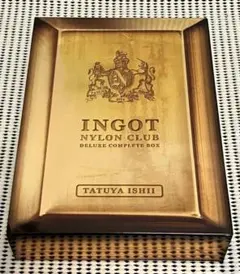 INGOT
NYLON CLUB
DELUXE COMPLETE BOX
TATUYA ISHII